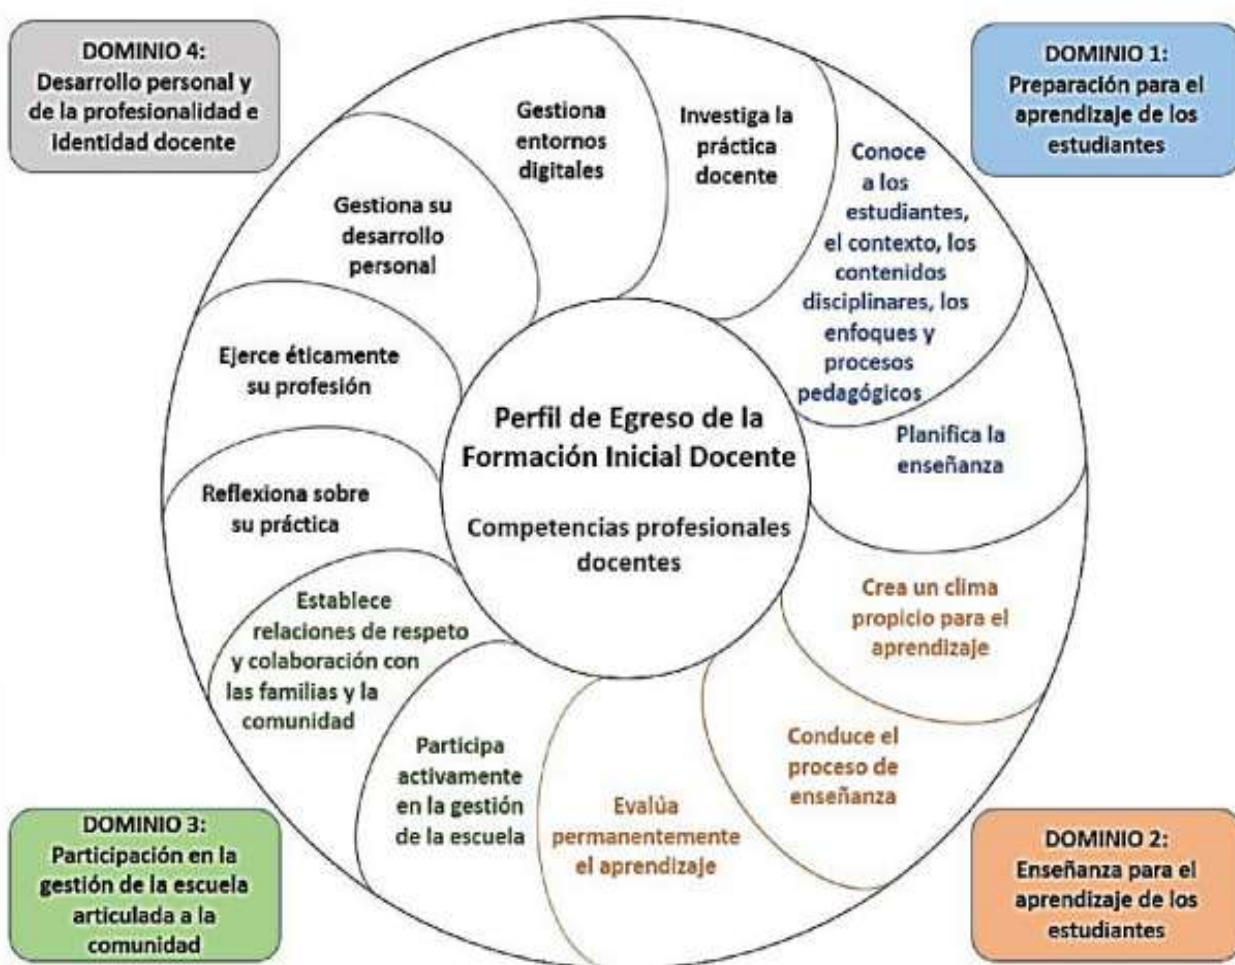 DOMINIO 4:
Desarrollo personal y
de la profesionalidad e
identidad docente
DOMINIO 1:
Preparación para el
aprendizaje de los
estudiantes
Gestiona
entornos
digitales
Investiga la
práctica
docente
Conoce
a los
estudiantes,
el contexto, los
contenidos
disciplinares, los
enfoques y
procesos
pedagógicos
Planifica la
enseñanza
Crea un clima
propicio para el
aprendizaje
Conduce el
proceso de
enseñanza
Evalúa
permanentemente
el aprendizaje
Participa
activamente
en la gestión
de la escuela
Establece
relaciones de respeto
y colaboración con
las familias y la
comunidad
Reflexiona sobre
su práctica
Ejerce éticamente
su profesión
Gestiona su
desarrollo
personal
Perfil de Egreso de la
Formación Inicial Docente
Competencias profesionales
docentes
DOMINIO 3:
Participación en la
gestión de la escuela
articulada a la
comunidad
DOMINIO 2:
Enseñanza para el
aprendizaje de los
estudiantes